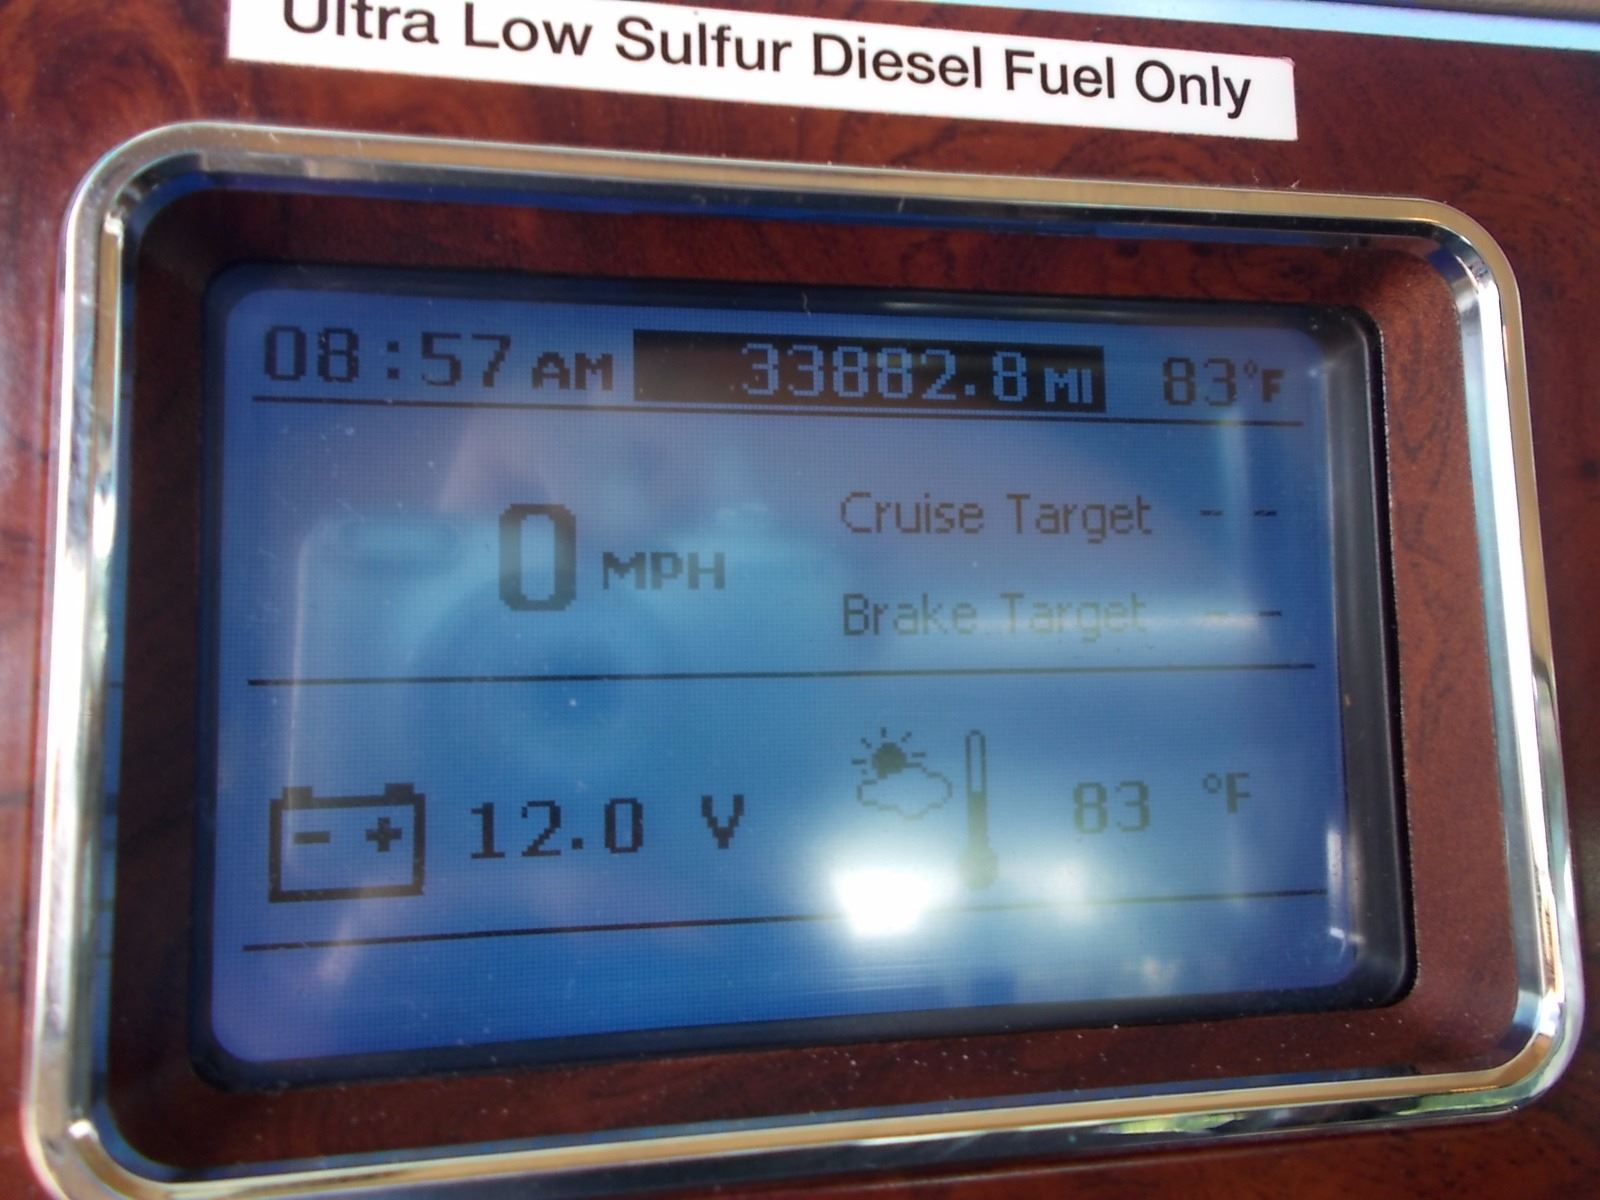 Ultra Low Sulfur Diesel Fuel Only
08:57 AM 33882.8 MI 83°F
0 MPH
Cruise Target --
Brake Target --
- + 12.0 V 83 °F